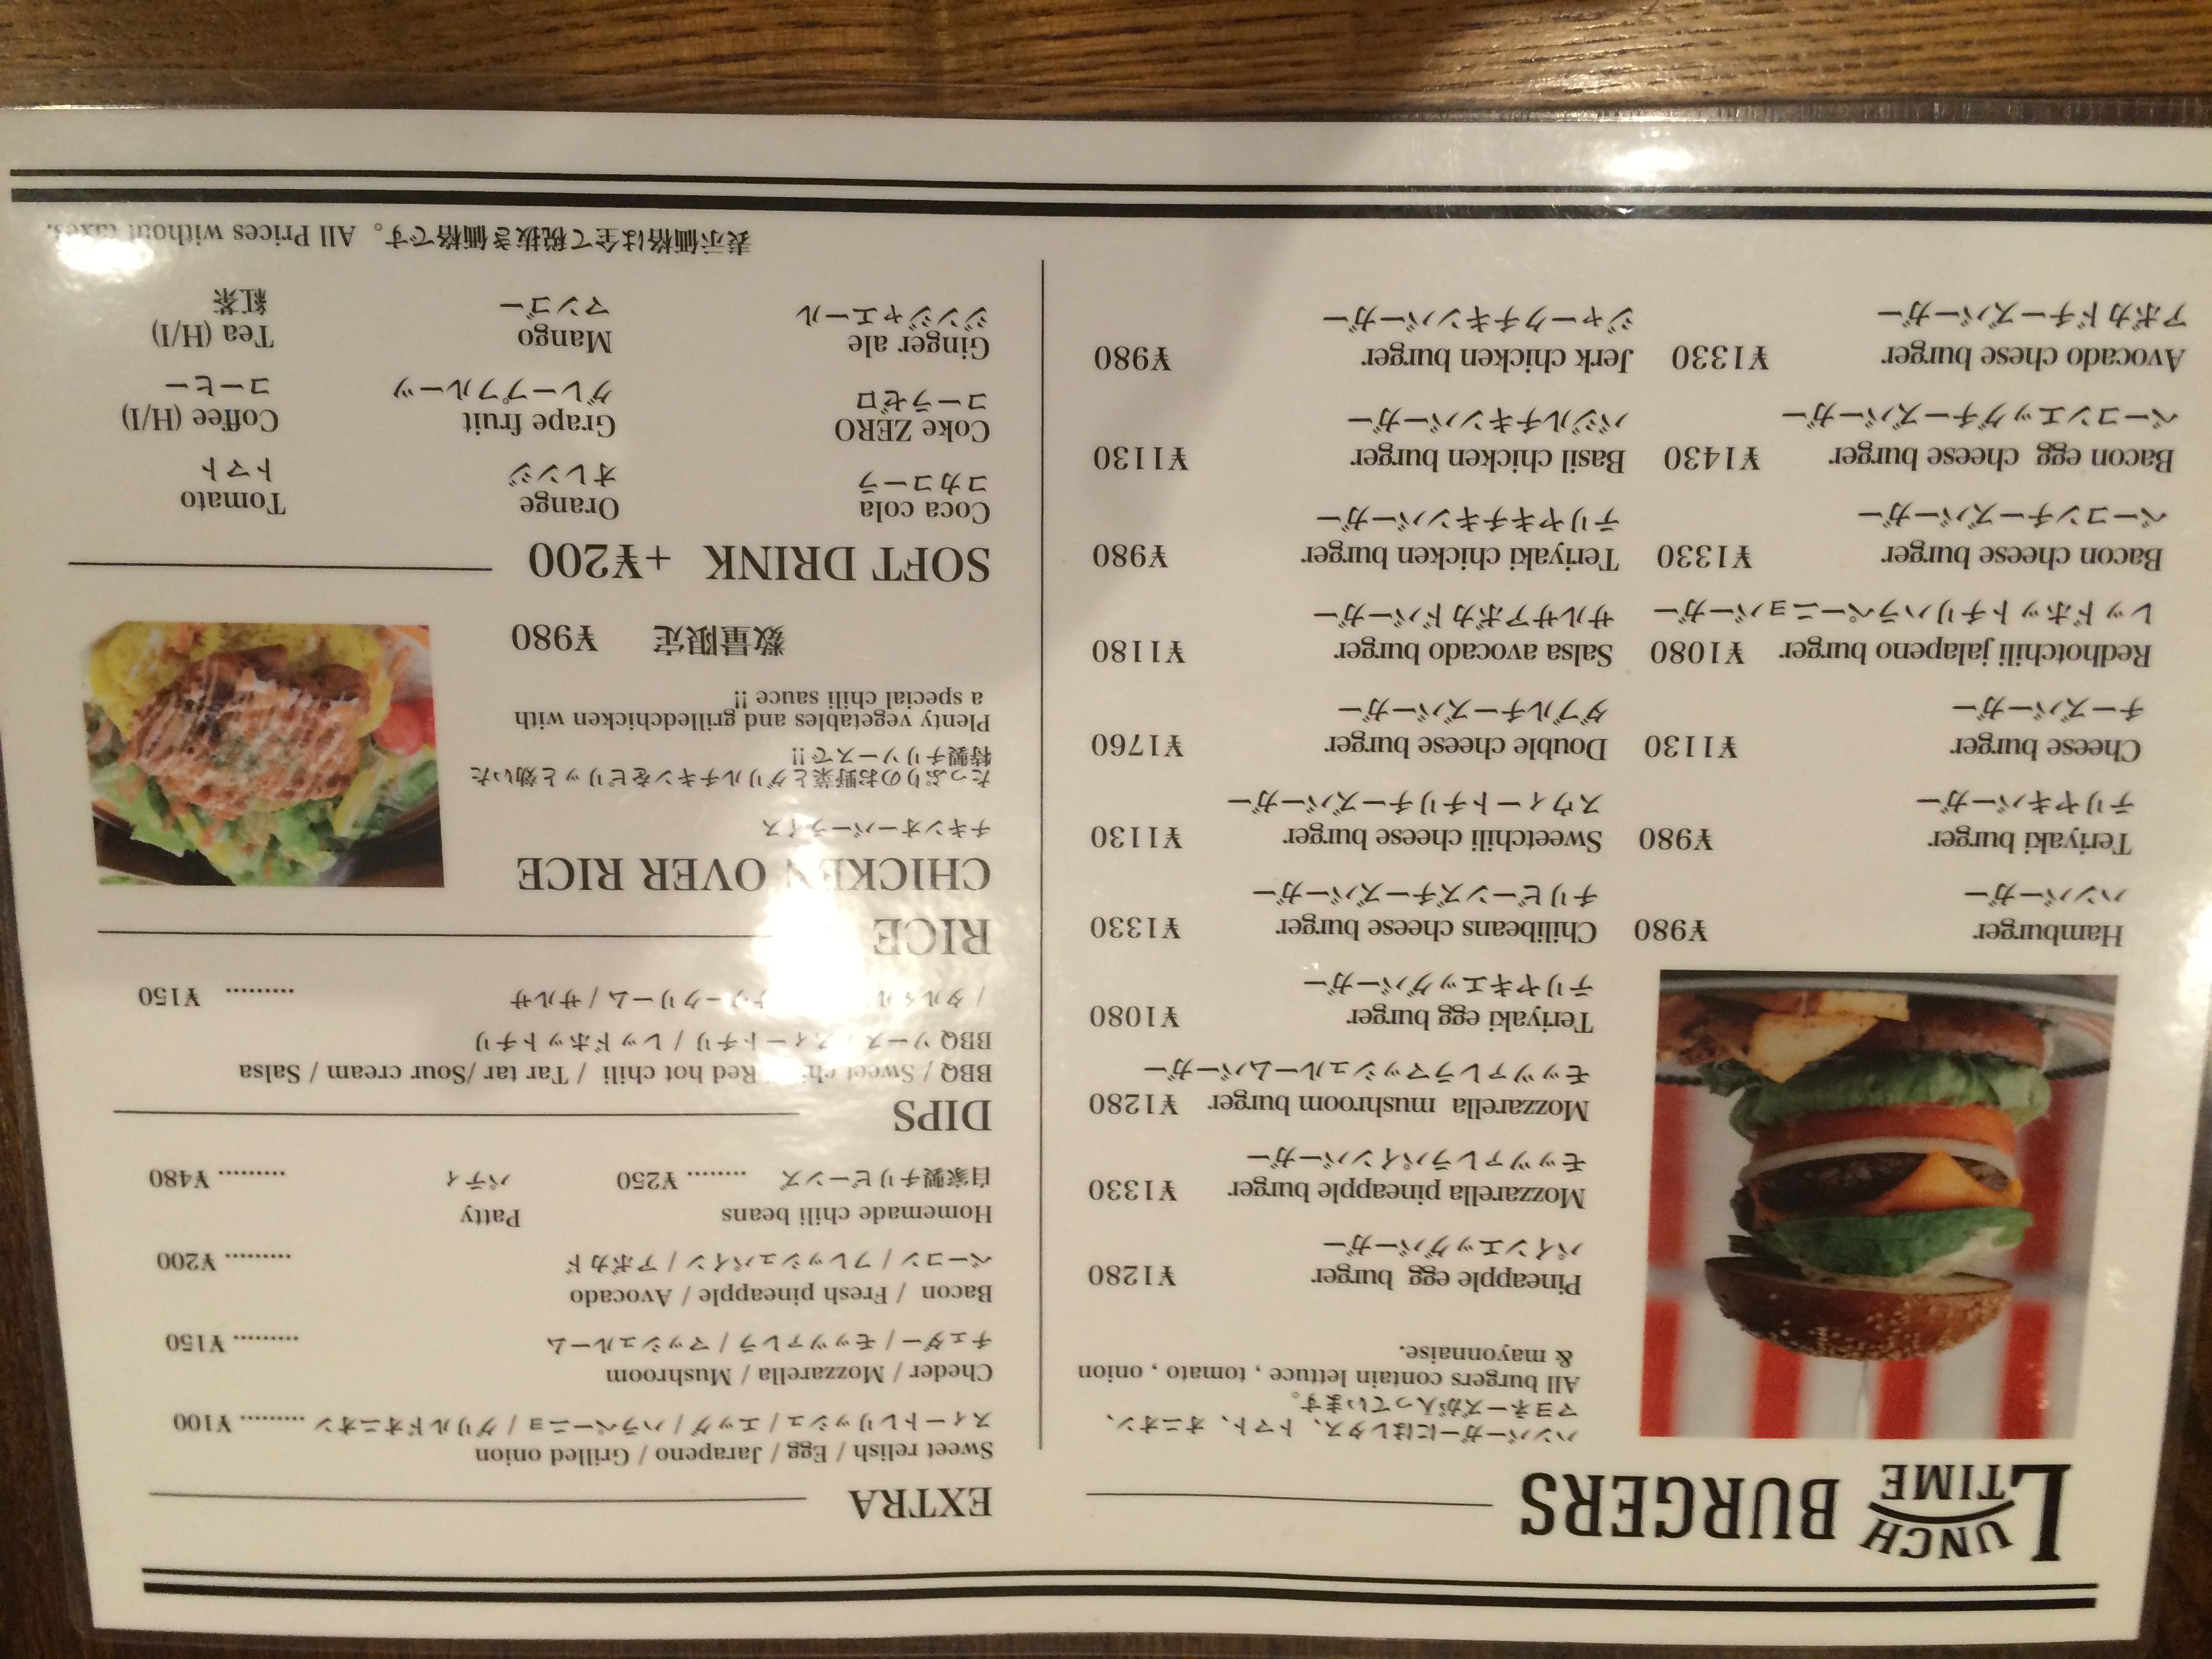 LUNCH TIME BURGERS
ハンバーガーにはレタス、トマト、オニオン、
マヨネーズが入っています。
All burgers contain lettuce , tomato , onion
& mayonnaise.
Hamburger ¥980
ハンバーガー
Teriyaki burger ¥980
テリヤキバーガー
Cheese burger ¥1130
チーズバーガー
Redhotchili jalapeno burger ¥1080
レッドホットチリハラペーニョバーガー
Bacon cheese burger ¥1330
ベーコンチーズバーガー
Bacon egg cheese burger ¥1430
ベーコンエッグチーズバーガー
Avocado chese burger ¥1330
アボカドチーズバーガー
Pineapple egg burger ¥1280
パインエッグバーガー
Mozzarella pineapple burger ¥1330
モッツァレラパインバーガー
Mozzarella mushroom burger ¥1280
モッツァレラマッシュルームバーガー
Teriyaki egg burger ¥1080
テリヤキエッグバーガー
Chilibeans cheese burger ¥1330
チリビーンズチーズバーガー
Sweetchili cheese burger ¥1130
スウィートチリチーズバーガー
Double cheese burger ¥1760
ダブルチーズバーガー
Salsa avocado burger ¥1180
サルサアボカドバーガー
Teriyaki chicken burger ¥980
テリヤキチキンバーガー
Basil chicken burger ¥1130
バジルチキンバーガー
Jerk chicken burger ¥980
ジャークチキンバーガー
EXTRA
Sweet relish / Egg / Jarapeno / Grilled onion
スィートレリッシュ / エッグ / ハラペーニョ / グリルドオニオン ......... ¥100
Cheder / Mozzarella / Mushroom
チェダー / モッツァレラ / マッシュルーム ......... ¥150
Bacon / Fresh pineapple / Avocado
ベーコン / フレッシュパイン / アボカド ......... ¥200
Homemade chili beans Patty
自家製チリビーンズ ........ ¥250 パティ ......... ¥480
DIPS
BBQ / Sweet chili / Red hot chili / Tar tar /Sour cream / Salsa
BBQ ソース / スィートチリ / レッドホットチリ
/ タルタル / サワークリーム / サルサ ......... ¥150
RICE
CHICKEN OVER RICE
チキンオーバーライス
たっぷりのお野菜とグリルチキンをピリッと効いた
特製チリソースで!!
Plenty vegetables and grilledchicken with
a special chili sauce !!
数量限定 ¥980
SOFT DRINK +¥200
Coca cola Orange Tomato
コカコーラ オレンジ トマト
Coke ZERO Grape fruit Coffee (H/I)
コーラゼロ グレープフルーツ コーヒー
Ginger ale Mango Tea (H/I)
ジンジャエール マンゴー 紅茶
表示価格は全て税抜き価格です。 All Prices without taxes.